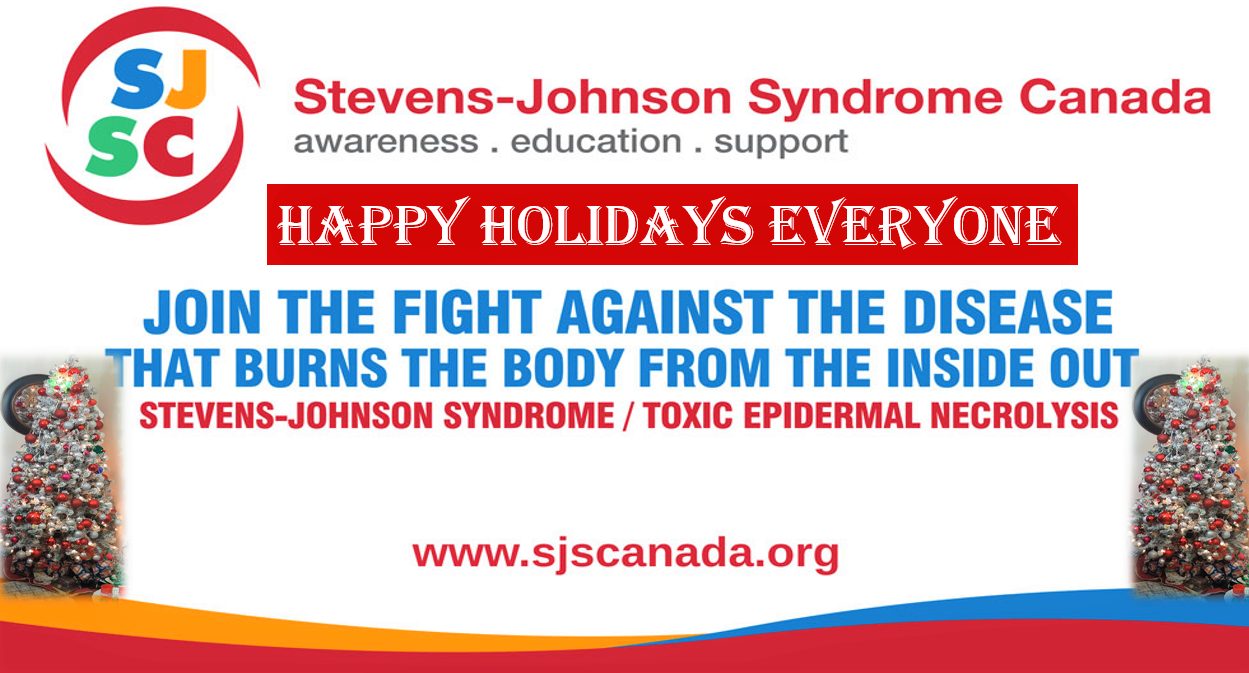 SJ
SC
Stevens-Johnson Syndrome Canada
awareness . education . support
HAPPY HOLIDAYS EVERYONE
JOIN THE FIGHT AGAINST THE DISEASE
THAT BURNS THE BODY FROM THE INSIDE OUT
STEVENS-JOHNSON SYNDROME / TOXIC EPIDERMAL NECROLYSIS
www.sjscanada.org